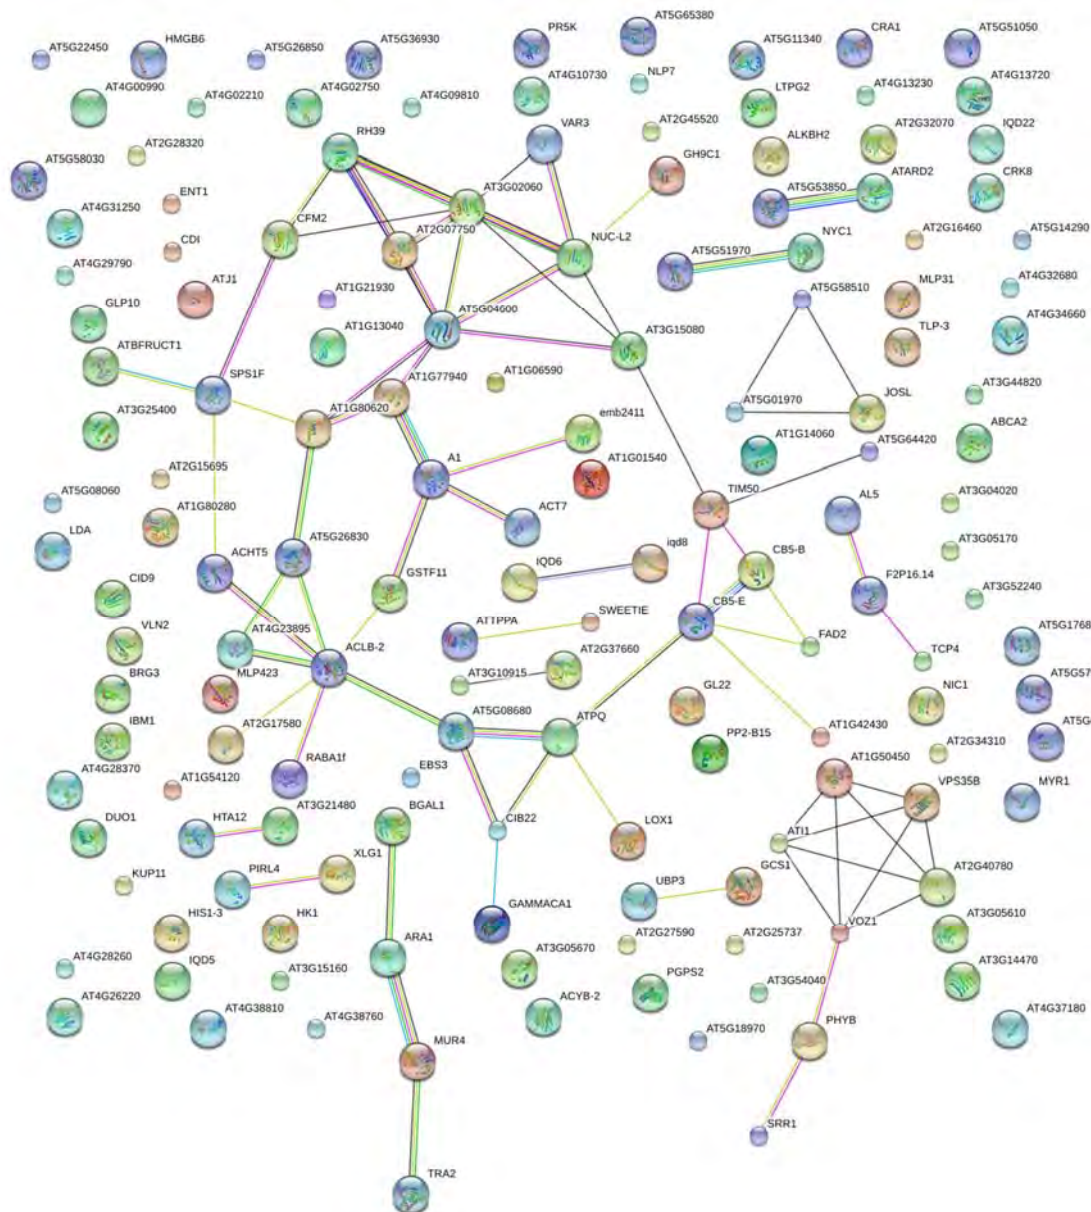 AT5G22450
HMGB6
AT5G26850
AT5G36930
PR5K
AT5G65380
AT5G11340
CRA1
AT5G51050
AT4G00990
AT4G02210
AT4G02750
AT4G09810
AT4G10730
NLP7
LTPG2
AT4G13230
AT4G13720
AT5G58030
AT2G28320
RH39
VAR3
AT2G45520
GH9C1
ALKBH2
AT2G32070
IQD22
ENT1
AT3G02060
AT5G53850
ATARD2
CRK8
AT4G31250
CFM2
AT2G07750
NUC-L2
CDI
AT5G51970
NYC1
AT2G16460
AT5G14290
AT4G29790
ATJ1
AT1G21930
AT5G04600
AT5G58510
MLP31
AT4G32680
GLP10
AT1G13040
AT3G15080
TLP-3
AT4G34660
ATBFRUCT1
SPS1F
AT1G77940
AT1G06590
AT5G01970
JOSL
AT3G44820
AT3G25400
AT1G80620
emb2411
AT1G14060
AT5G64420
ABCA2
AT2G15695
A1
AT1G01540
TIM50
AL5
AT3G04020
AT5G08060
AT1G80280
ACT7
LDA
AT5G26830
CB5-B
AT3G05170
ACHT5
GSTF11
IQD6
iqd8
F2P16.14
CID9
CB5-E
AT3G52240
VLN2
AT4G23895
ACLB-2
ATTPPA
SWEETIE
FAD2
TCP4
AT5G1768
BRG3
MLP423
AT3G10915
AT2G37660
GL22
NIC1
AT5G57
IBM1
AT2G17580
AT5G08680
ATPQ
PP2-B15
AT1G42430
AT2G34310
AT5G
AT4G28370
AT1G54120
RABA1f
EBS3
AT1G50450
VPS35B
MYR1
DUO1
HTA12
AT3G21480
BGAL1
CIB22
LOX1
ATI1
KUP11
PIRL4
XLG1
UBP3
GCS1
AT2G40780
HIS1-3
HK1
GAMMACA1
VOZ1
AT3G05610
AT4G28260
IQD5
AT3G15160
ARA1
AT3G05670
AT2G27590
AT2G25737
AT3G14470
AT4G26220
AT4G38810
AT4G38760
ACYB-2
PGPS2
AT3G54040
AT4G37180
MUR4
AT5G18970
PHYB
SRR1
TRA2